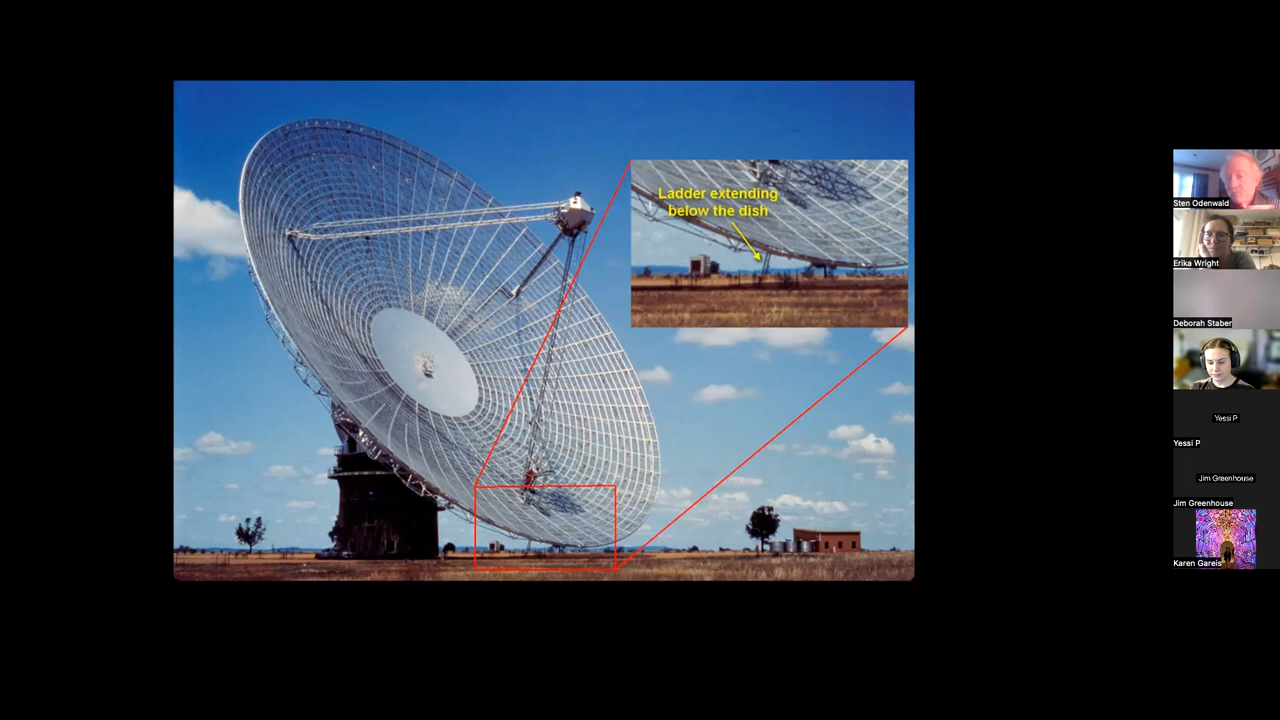 Ladder extending
below the dish
Sten Odenwald
Erika Wright
Deborah Staber
Yessi P
Yessi P
Jim Greenhouse
Jim Greenhouse
Karen Gareis